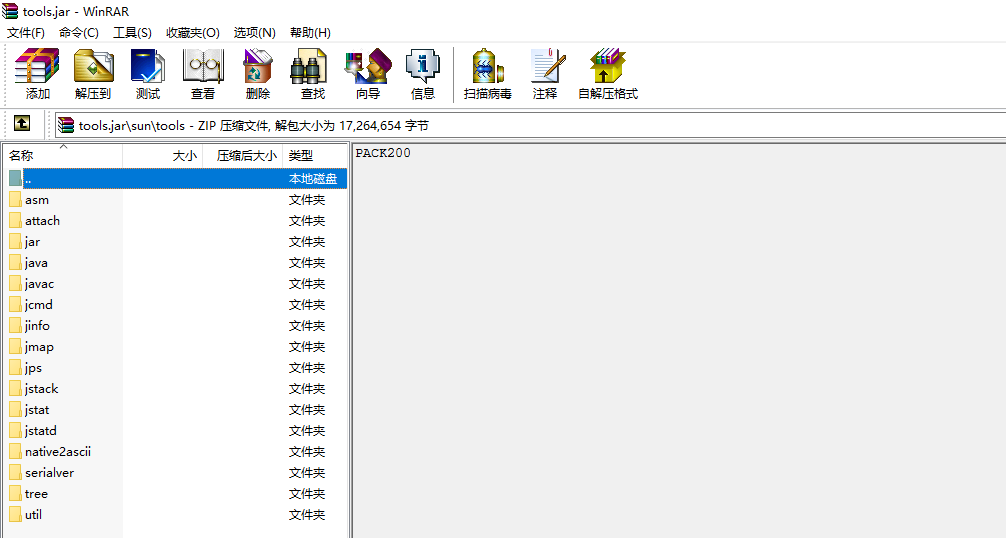 tools.jar - WinRAR
文件(F) 命令(C) 工具(S) 收藏夹(O) 选项(N) 帮助(H)
添加 解压到 测试 查看 删除 查找 向导 信息 扫描病毒 注释 自解压格式
tools.jar\sun\tools - ZIP 压缩文件, 解包大小为 17,264,654 字节
名称 大小 压缩后大小 类型
PACK200
.. 本地磁盘
asm 文件夹
attach 文件夹
jar 文件夹
java 文件夹
javac 文件夹
jcmd 文件夹
jinfo 文件夹
jmap 文件夹
jps 文件夹
jstack 文件夹
jstat 文件夹
jstatd 文件夹
native2ascii 文件夹
serialver 文件夹
tree 文件夹
util 文件夹